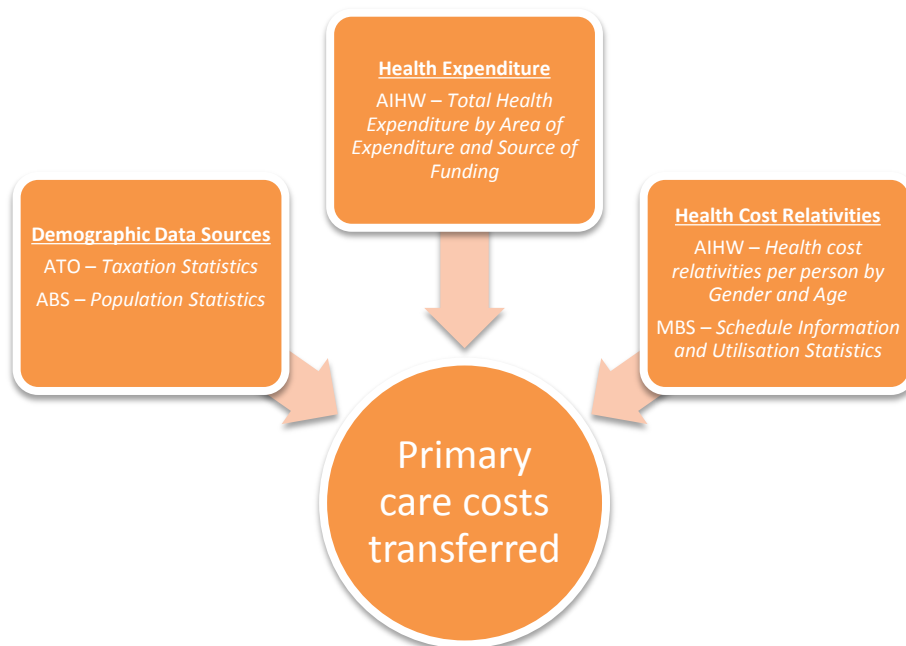 Health Expenditure
AIHW – Total Health
Expenditure by Area of
Expenditure and Source of
Funding
Demographic Data Sources
ATO – Taxation Statistics
ABS – Population Statistics
Health Cost Relativities
AIHW – Health cost
relativities per person by
Gender and Age
MBS – Schedule Information
and Utilisation Statistics
Primary
care costs
transferred